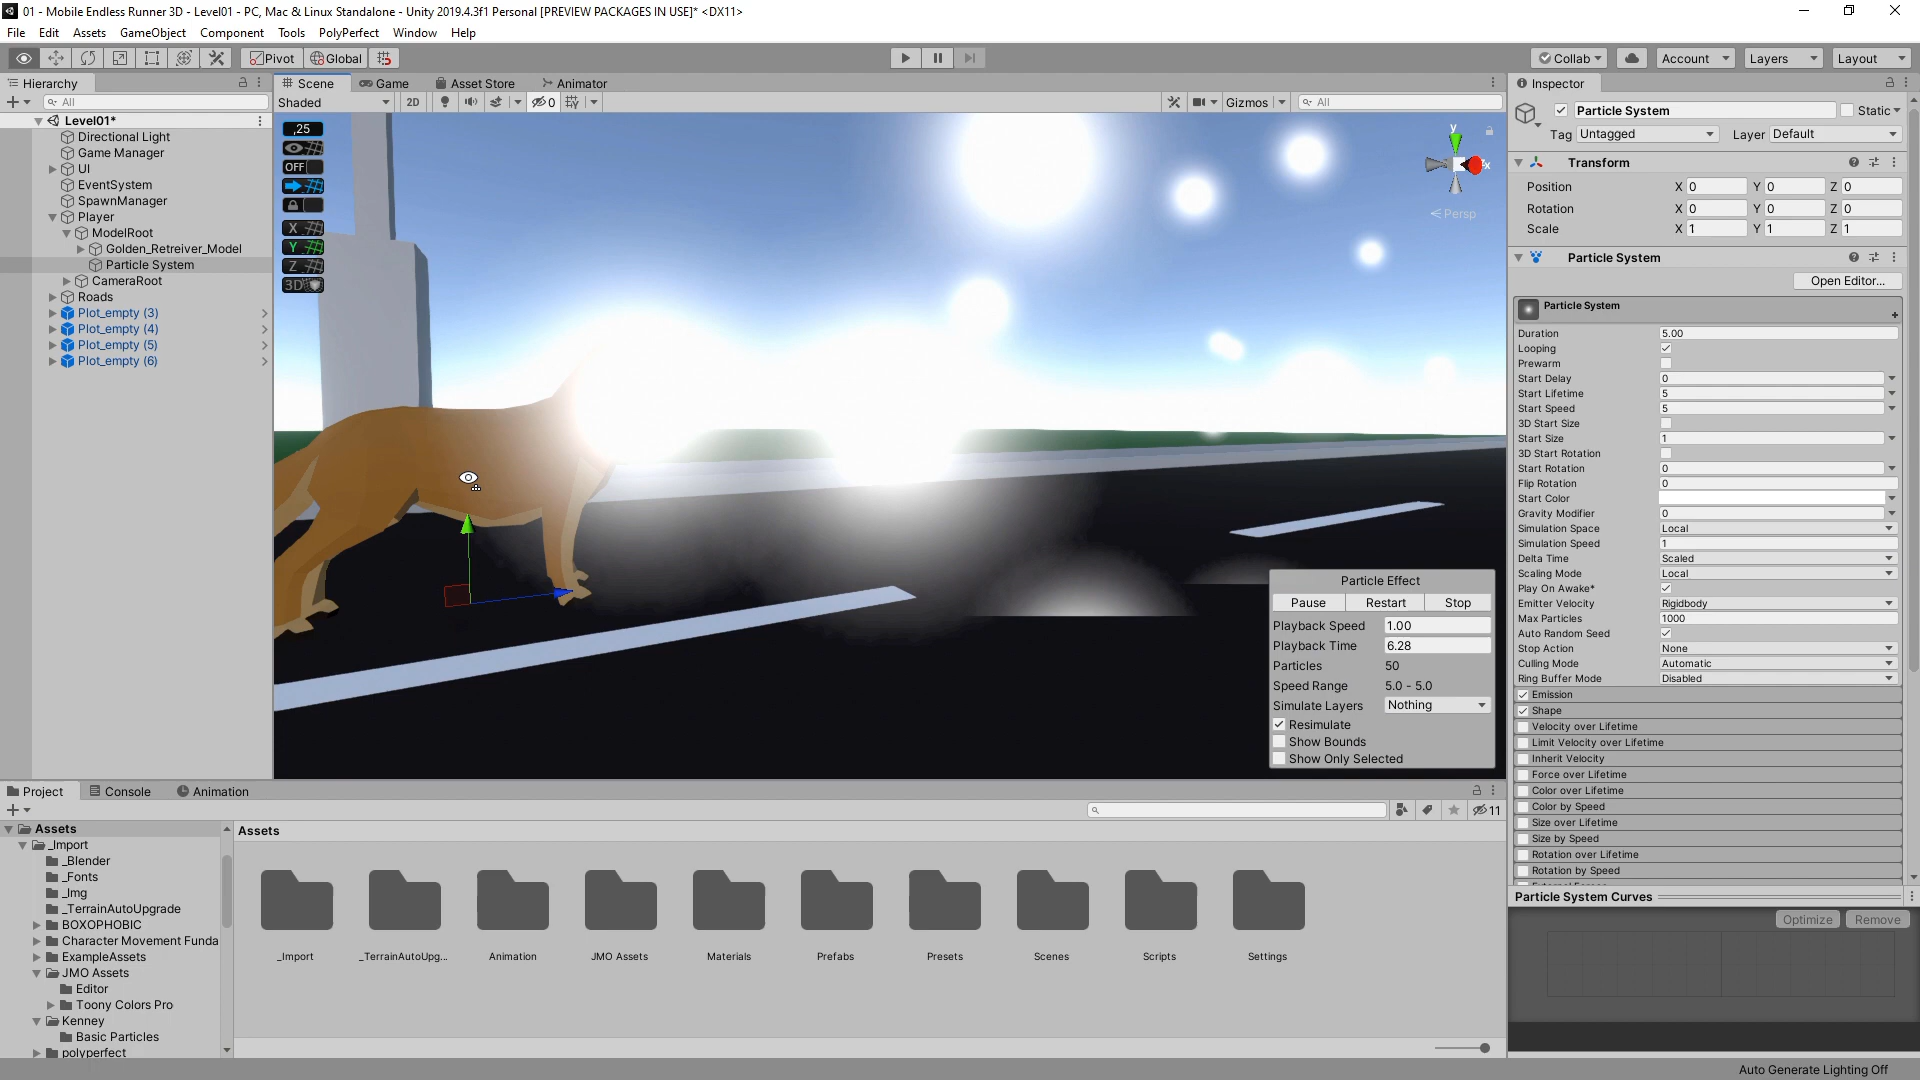 01 - Mobile Endless Runner 3D - Level01 - PC, Mac & Linux Standalone - Unity 2019.4.3f1 Personal [PREVIEW PACKAGES IN USE]* <DX11>
File Edit Assets GameObject Component Tools PolyPerfect Window Help
Pivot Global Collab Account Layers Layout
Hierarchy
All
Level01*
Directional Light
Game Manager
UI
EventSystem
SpawnManager
Player
ModelRoot
Golden_Retreiver_Model
Particle System
CameraRoot
Roads
Plot_empty (3)
Plot_empty (4)
Plot_empty (5)
Plot_empty (6)
Scene Game Asset Store Animator
Shaded 2D 0 Gizmos All
,25
OFF
X
Y
Z
3D
y
x
Persp
Particle Effect
Pause Restart Stop
Playback Speed 1.00
Playback Time 6.28
Particles 50
Speed Range 5.0 - 5.0
Simulate Layers Nothing
Resimulate
Show Bounds
Show Only Selected
Inspector
Particle System Static
Tag Untagged Layer Default
Transform
Position X 0 Y 0 Z 0
Rotation X 0 Y 0 Z 0
Scale X 1 Y 1 Z 1
Particle System
Open Editor...
Particle System
Duration 5.00
Looping
Prewarm
Start Delay 0
Start Lifetime 5
Start Speed 5
3D Start Size
Start Size 1
3D Start Rotation
Start Rotation 0
Flip Rotation 0
Start Color
Gravity Modifier 0
Simulation Space Local
Simulation Speed 1
Delta Time Scaled
Scaling Mode Local
Play On Awake*
Emitter Velocity Rigidbody
Max Particles 1000
Auto Random Seed
Stop Action None
Culling Mode Automatic
Ring Buffer Mode Disabled
Emission
Shape
Velocity over Lifetime
Limit Velocity over Lifetime
Inherit Velocity
Force over Lifetime
Color over Lifetime
Color by Speed
Size over Lifetime
Size by Speed
Rotation over Lifetime
Rotation by Speed
Particle System Curves
Optimize Remove
Project Console Animation
11
Assets
_Import
_Blender
_Fonts
_Img
_TerrainAutoUpgrade
BOXOPHOBIC
Character Movement Funda
ExampleAssets
JMO Assets
Editor
Toony Colors Pro
Kenney
Basic Particles
polyperfect
Assets
_Import _TerrainAutoUpg... Animation JMO Assets Materials Prefabs Presets Scenes Scripts Settings
Auto Generate Lighting Off